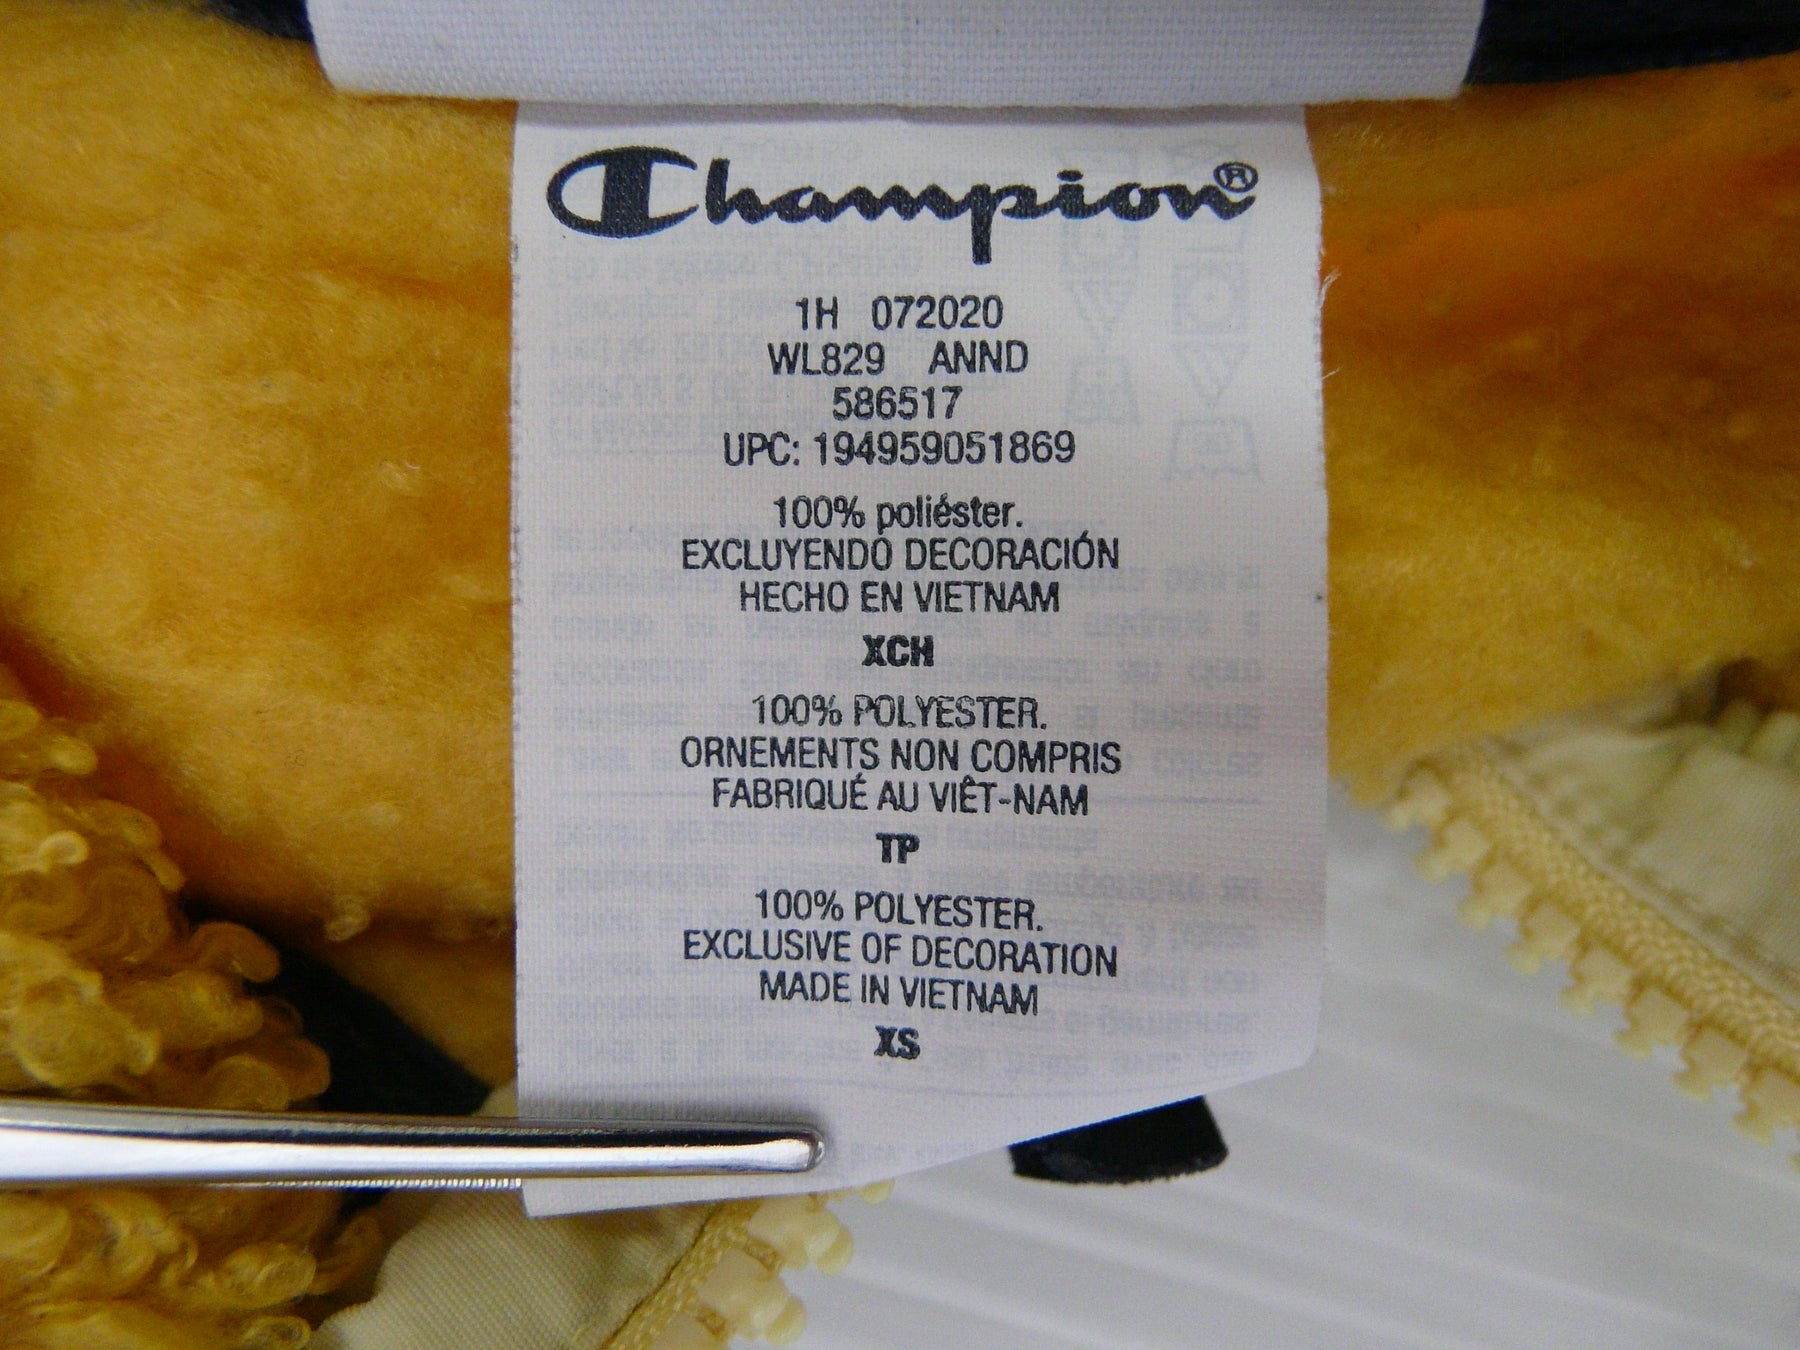 Champion®
1H 072020
WL829 ANND
586517
UPC: 194959051869
100% poliéster.
EXCLUYENDO DECORACIÓN
HECHO EN VIETNAM
XCH
100% POLYESTER.
ORNEMENTS NON COMPRIS
FABRIQUÉ AU VIÊT-NAM
TP
100% POLYESTER.
EXCLUSIVE OF DECORATION
MADE IN VIETNAM
XS